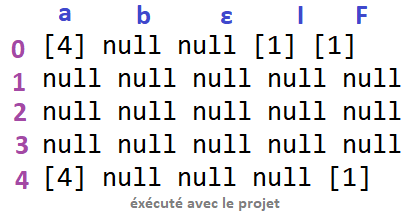 a b ε I F
0 [4] null null [1] [1]
1 null null null null null
2 null null null null null
3 null null null null null
4 [4] null null null [1]
éxécuté avec le projet